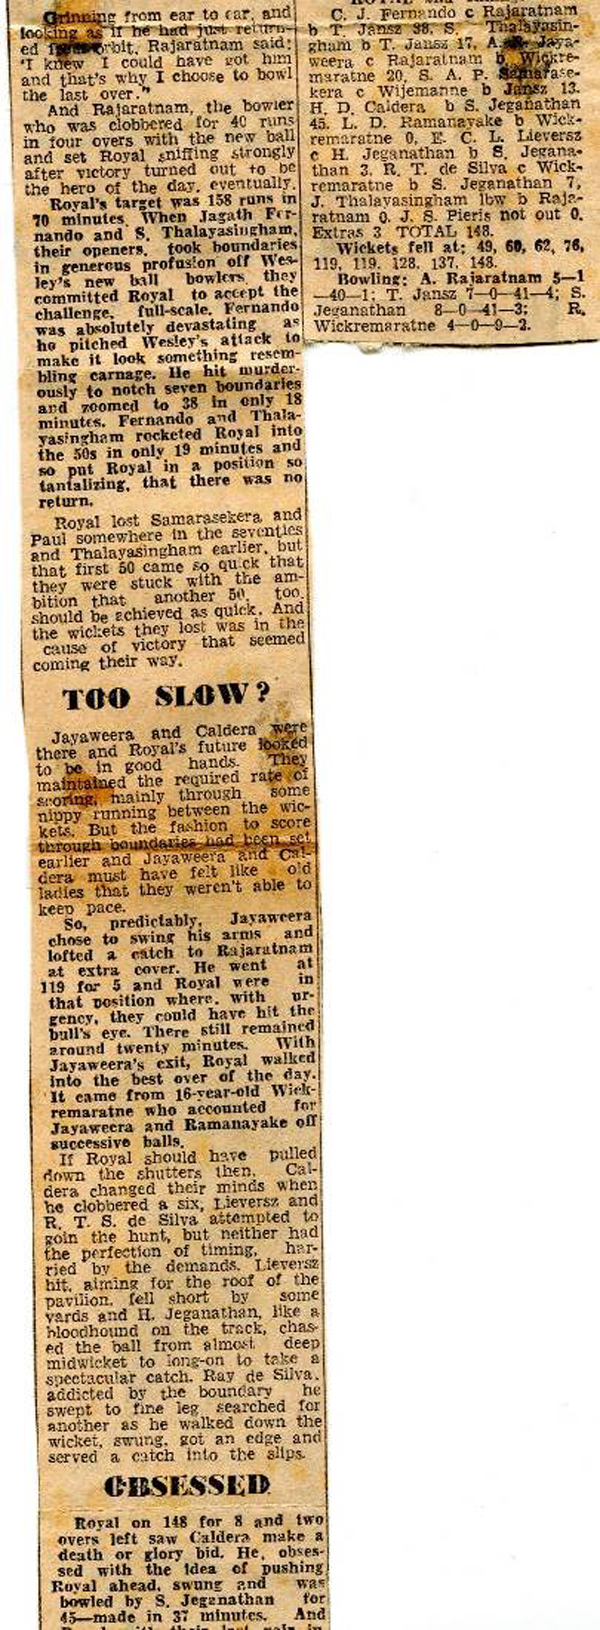 Grinning from ear to ear, and
looking as if he had just return-
ed from orbit, Rajaratnam said:
'I knew I could have got him
and that's why I choose to bowl
the last over."
And Rajaratnam, the bowler
who was clobbered for 40 runs
in four overs with the new ball
and set Royal sniffing strongly
after victory turned out to be
the hero of the day, eventually.
Royal's target was 158 runs in
70 minutes. When Jagath Fer-
nando and S. Thalayasingham,
their openers, took boundaries
in generous profusion off Wes-
ley's new ball bowlers they
committed Royal to accept the
challenge, full-scale. Fernando
was absolutely devastating as
he pitched Wesley's attack to
make it look something resem-
bling carnage. He hit murder-
ously to notch seven boundaries
and zoomed to 38 in only 18
minutes. Fernando and Thala-
yasingham rocketed Royal into
the 50s in only 19 minutes and
so put Royal in a position so
tantalizing, that there was no
return.
Royal lost Samarasekera and
Paul somewhere in the seventies
and Thalayasingham earlier, but
that first 50 came so quick that
they were stuck with the am-
bition that another 50, too,
should be achieved as quick. And
the wickets they lost was in the
cause of victory that seemed
coming their way.
TOO SLOW?
Jayaweera and Caldera were
there and Royal's future looked
to be in good hands. They
maintained the required rate of
scoring, mainly through some
nippy running between the wic-
kets. But the fashion to score
through boundaries had been set
earlier and Jayaweera and Cal-
dera must have felt like old
ladies that they weren't able to
keep pace.
So, predictably, Jayaweera
chose to swing his arms and
lofted a catch to Rajaratnam
at extra cover. He went at
119 for 5 and Royal were in
that position where, with ur-
gency, they could have hit the
bull's eye. There still remained
around twenty minutes. With
Jayaweera's exit, Royal walked
into the best over of the day.
It came from 16-year-old Wick-
remaratne who accounted for
Jayaweera and Ramanayake off
successive balls.
If Royal should have pulled
down the shutters then, Cal-
dera changed their minds when
he clobbered a six, Lieversz and
R. T. S. de Silva attempted to
goin the hunt, but neither had
the perfection of timing, har-
ried by the demands. Lieversz
hit, aiming for the roof of the
pavilion, fell short by some
yards and H. Jeganathan, like a
bloodhound on the track, chas-
ed the ball from almost deep
midwicket to long-on to take a
spectacular catch. Ray de Silva,
addicted by the boundary he
swept to fine leg searched for
another as he walked down the
wicket, swung, got an edge and
served a catch into the slips.
OBSESSED
Royal on 148 for 8 and two
overs left saw Caldera make a
death or glory bid. He, obses-
sed with the idea of pushing
Royal ahead, swung and was
bowled by S. Jeganathan for
45—made in 37 minutes. And
C. J. Fernando c Rajaratnam
b T. Jansz 38, S. Thalayasin-
gham b T. Jansz 17, A. Jaya-
weera c Rajaratnam b Wickre-
maratne 20, S. A. P. Samarase-
kera c Wijemanne b Jansz 13.
H. D. Caldera b S. Jeganathan
45. L. D. Ramanayake b Wick-
remaratne 0, E. C. L. Lieversz
c H. Jeganathan b S. Jegana-
than 3, R. T. de Silva c Wick-
remaratne b S. Jeganathan 7,
J. Thalayasingham lbw b Raja-
ratnam 0. J. S. Pieris not out 0.
Extras 3 TOTAL 148.
Wickets fell at: 49, 60, 62, 76,
119, 119, 128, 137, 148.
Bowling: A. Rajaratnam 5—1
—40—1; T. Jansz 7—0—41—4; S.
Jeganathan 8—0—41—3; R.
Wickremaratne 4—0—9—2.